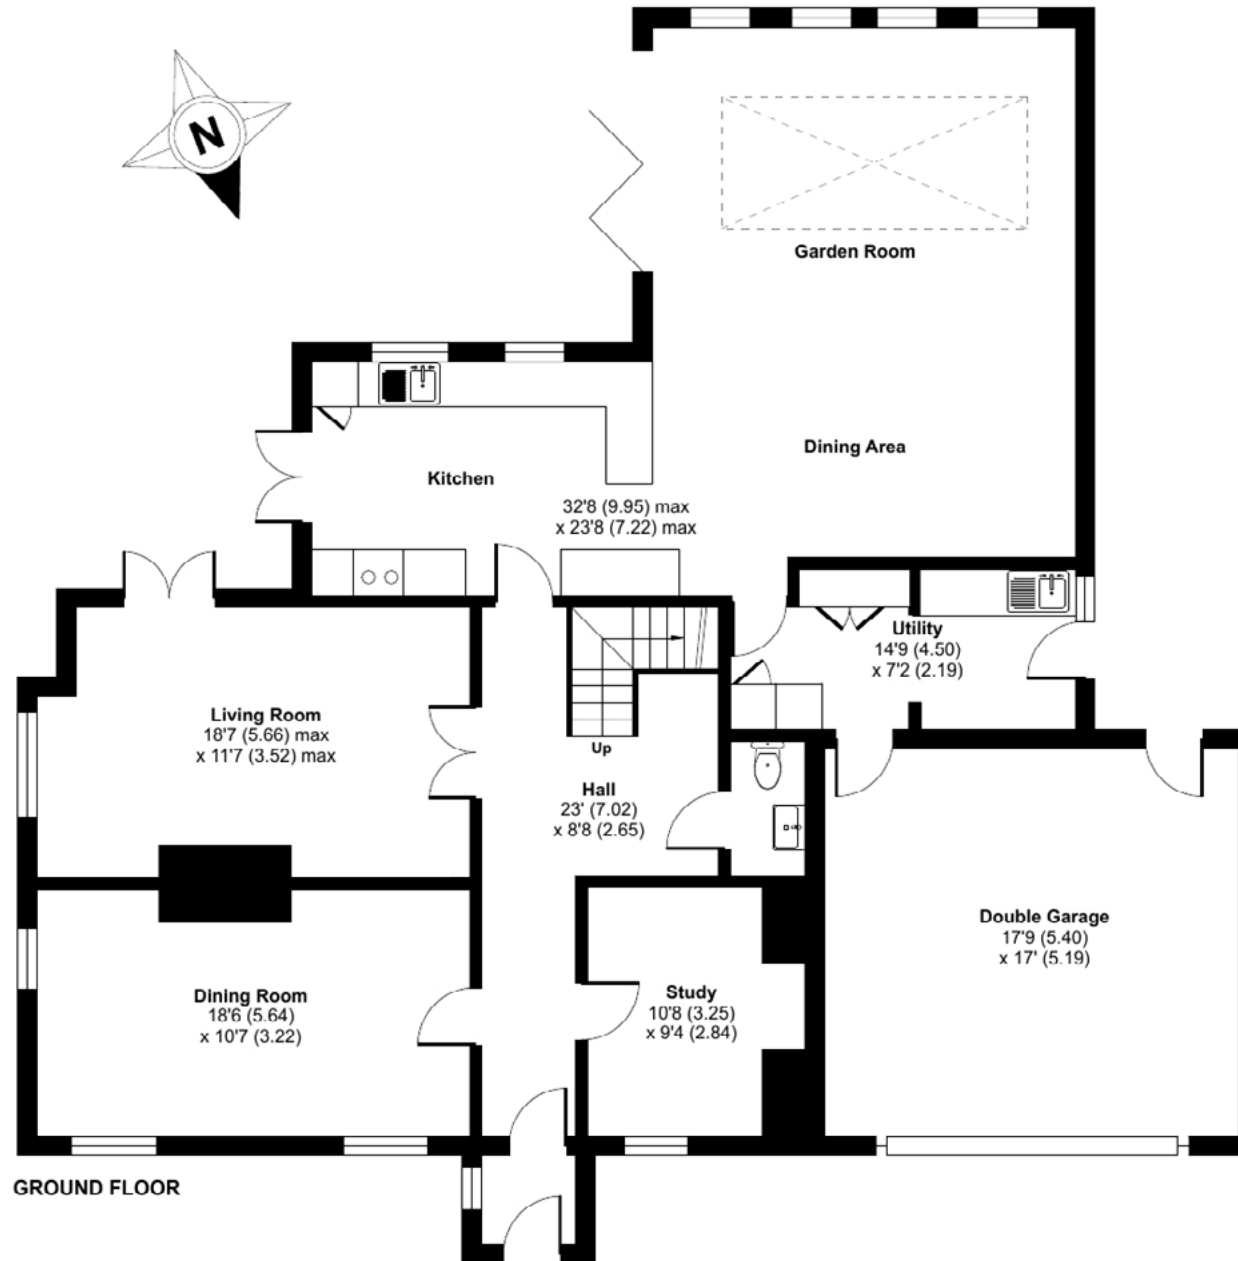 N
Garden Room
Dining Area
Kitchen
32'8 (9.95) max
x 23'8 (7.22) max
Utility
14'9 (4.50)
x 7'2 (2.19)
Living Room
18'7 (5.66) max
x 11'7 (3.52) max
Up
Hall
23' (7.02)
x 8'8 (2.65)
Double Garage
17'9 (5.40)
x 17' (5.19)
Dining Room
18'6 (5.64)
x 10'7 (3.22)
Study
10'8 (3.25)
x 9'4 (2.84)
GROUND FLOOR